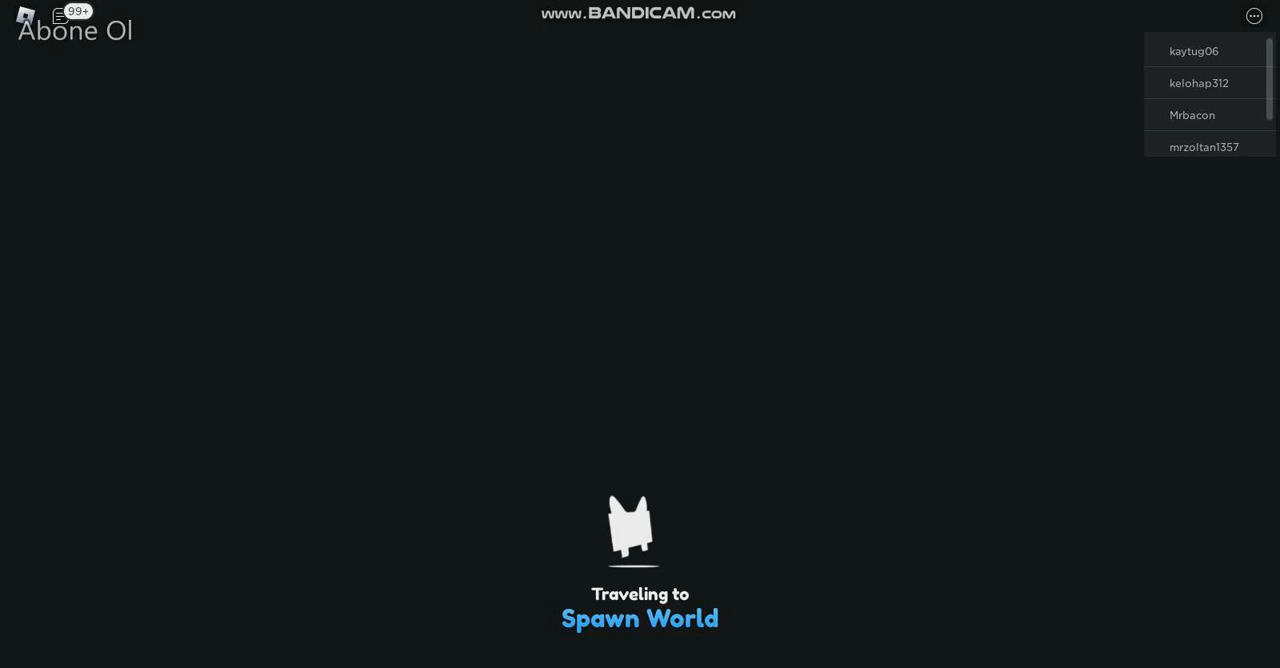 99+
www.BANDICAM.com
Abone Ol
kaytug06
kelohap312
Mrbacon
mrzoltan1357
Traveling to
Spawn World